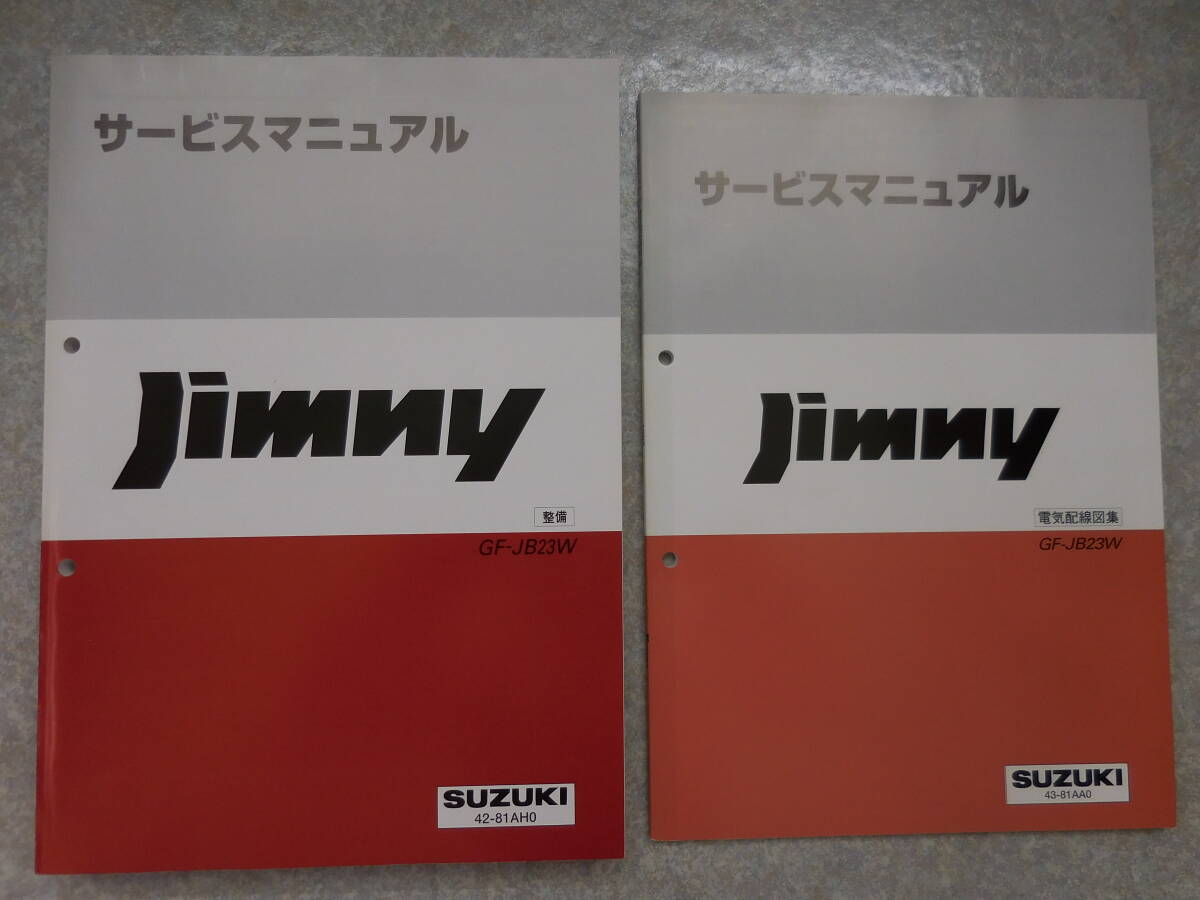 サービスマニュアル
Jimny
整備
GF-JB23W
SUZUKI
42-81AH0
サービスマニュアル
Jimny
電気配線図集
GF-JB23W
SUZUKI
43-81AA0